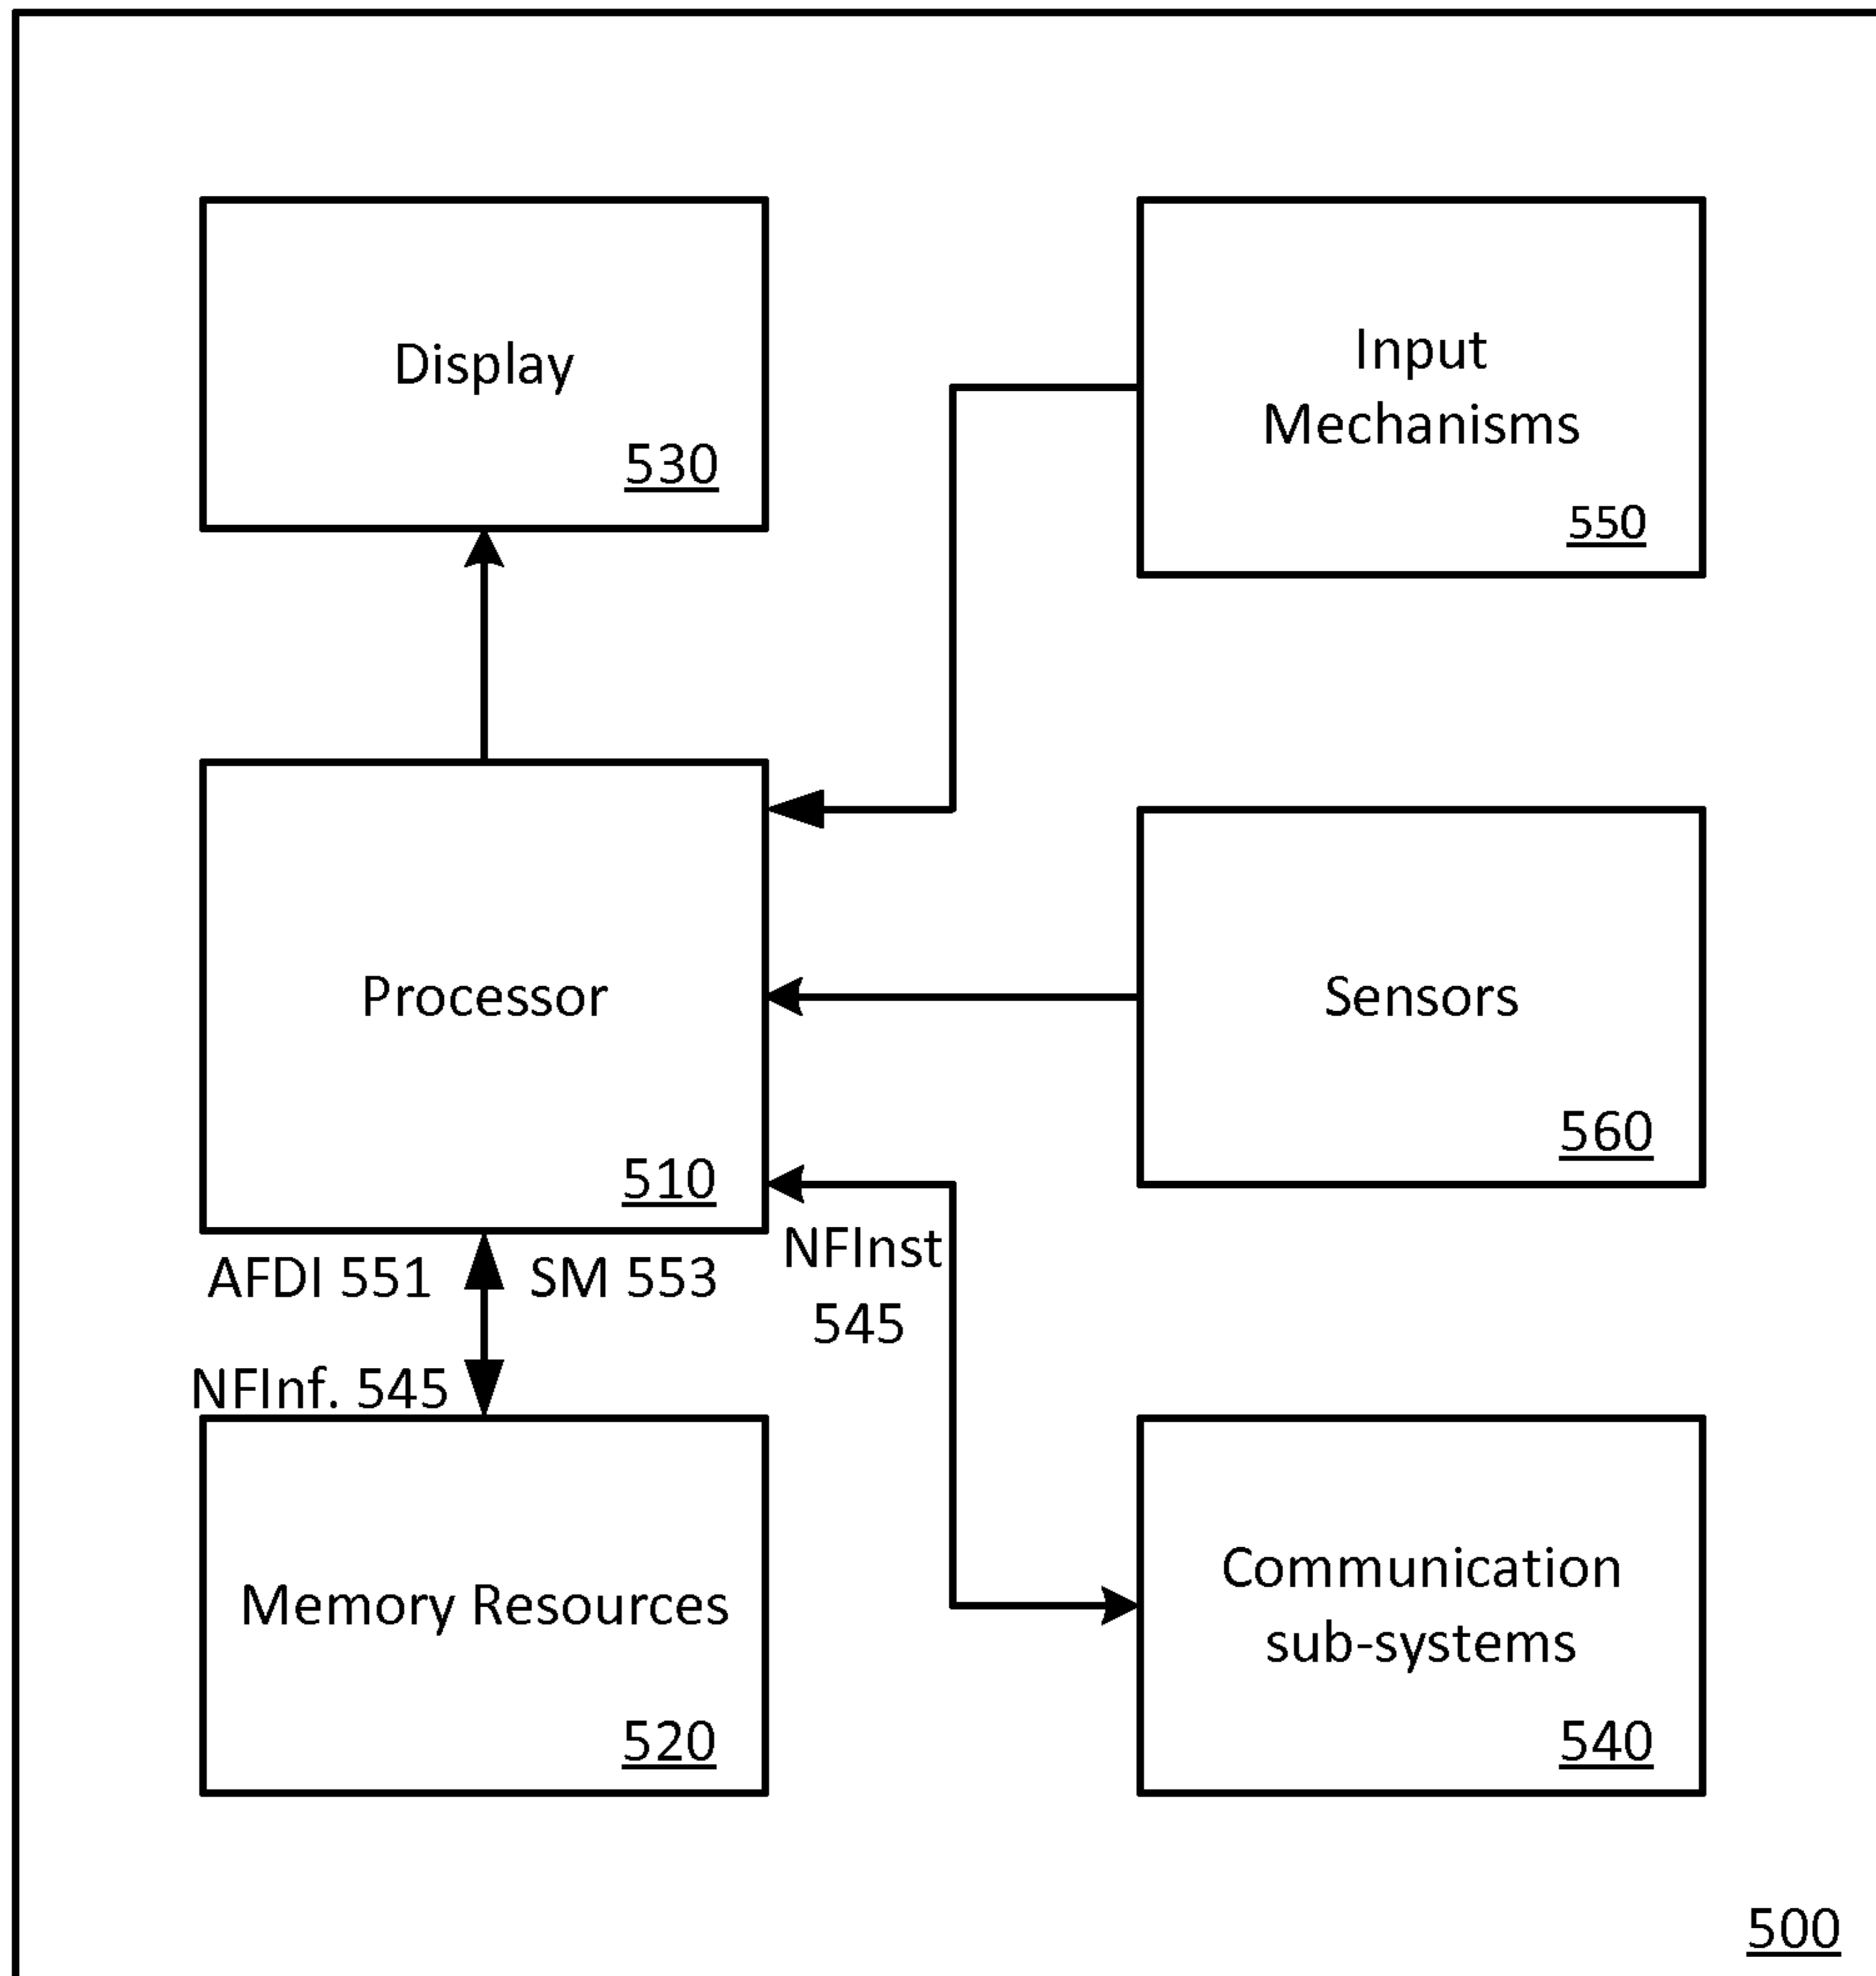 Display
530
Input
Mechanisms
550
Processor
510
Sensors
560
AFDI 551
SM 553
NFInst
545
NFInf. 545
Memory Resources
520
Communication
sub-systems
540
500